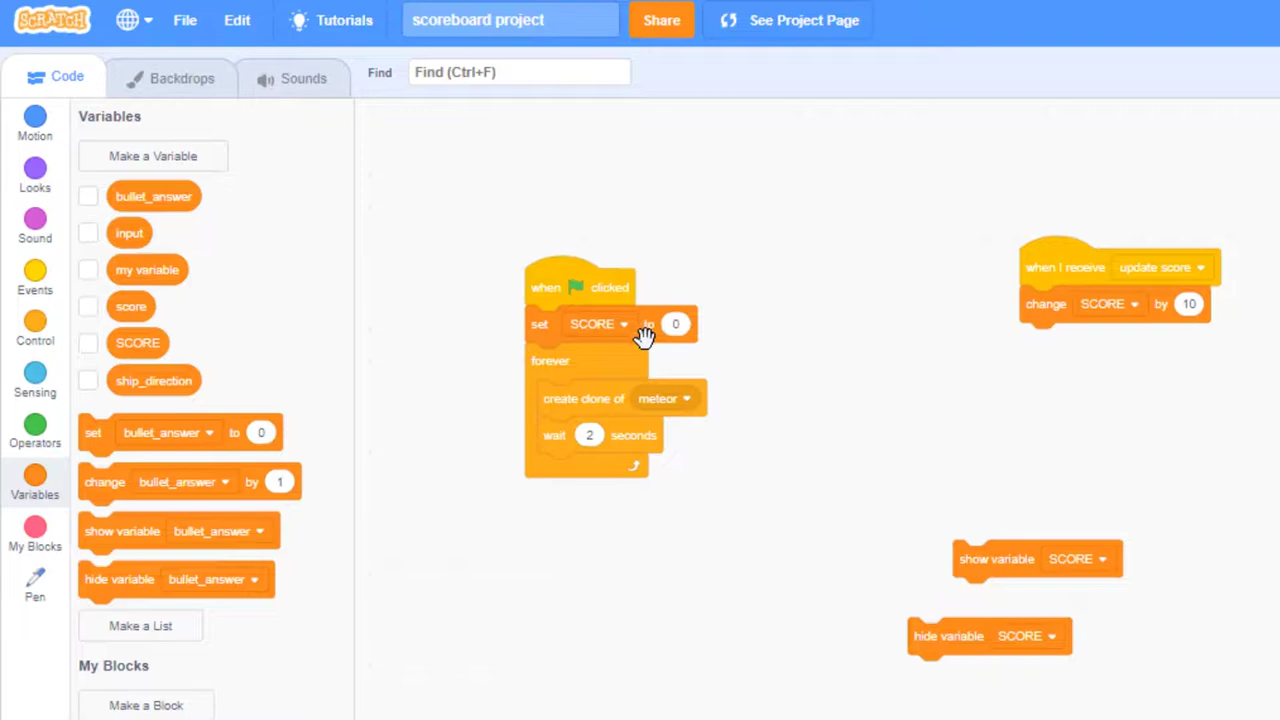 SCRATCH File Edit Tutorials scoreboard project Share See Project Page
Code Backdrops Sounds Find Find (Ctrl+F)
Motion
Looks
Sound
Events
Control
Sensing
Operators
Variables
My Blocks
Pen
Variables
Make a Variable
bullet_answer
input
my variable
score
SCORE
ship_direction
set bullet_answer to 0
change bullet_answer by 1
show variable bullet_answer
hide variable bullet_answer
Make a List
My Blocks
Make a Block
when clicked
set SCORE to 0
forever
create clone of meteor
wait 2 seconds
when I receive update score
change SCORE by 10
show variable SCORE
hide variable SCORE